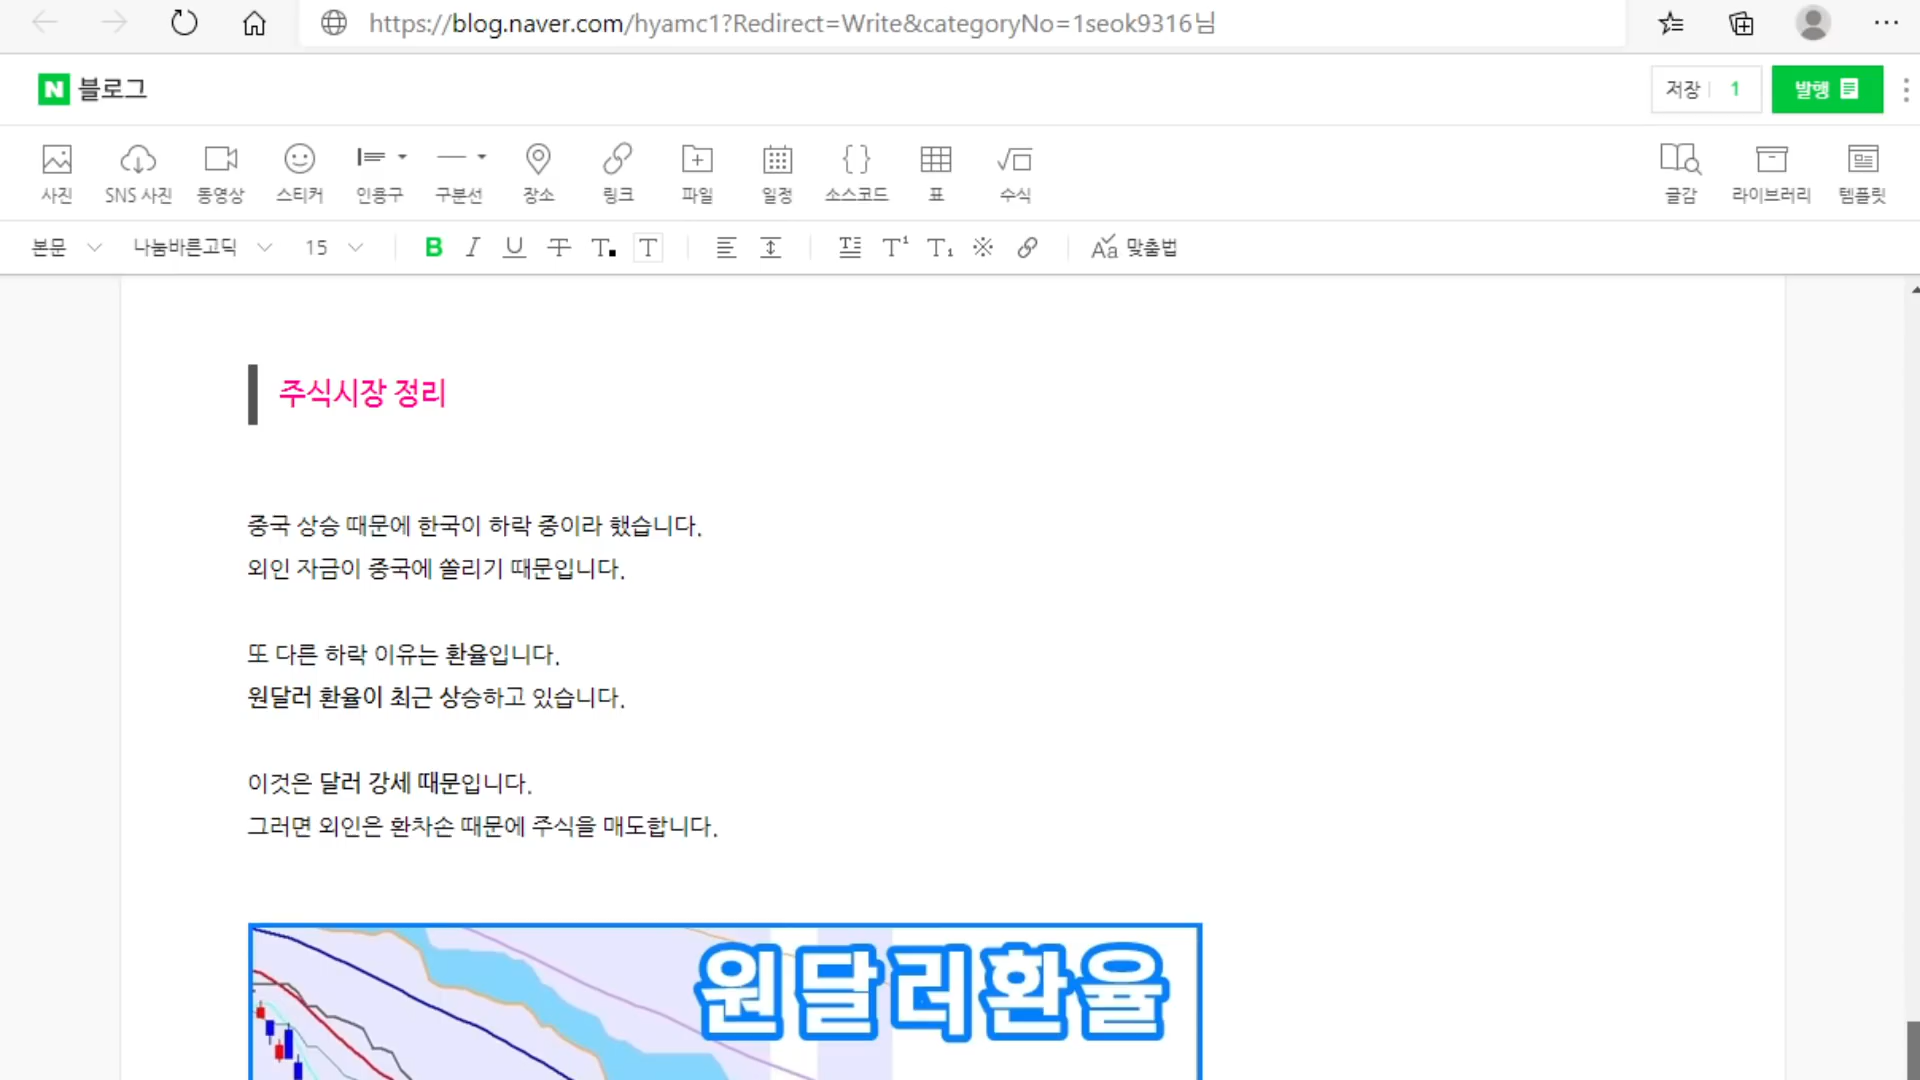 https://blog.naver.com/hyamc1?Redirect=Write&categoryNo=1seok9316님
N 블로그
저장 1
발행
사진 SNS 사진 동영상 스티커 인용구 구분선 장소 링크 파일 일정 소스코드 표 수식 글감 라이브러리 템플릿
본문 나눔바른고딕 15 B I U T T. T T¹ T₁ ※ Aa 맞춤법
주식시장 정리
중국 상승 때문에 한국이 하락 중이라 했습니다.
외인 자금이 중국에 쏠리기 때문입니다.
또 다른 하락 이유는 환율입니다.
원달러 환율이 최근 상승하고 있습니다.
이것은 달러 강세 때문입니다.
그러면 외인은 환차손 때문에 주식을 매도합니다.
원달러환율